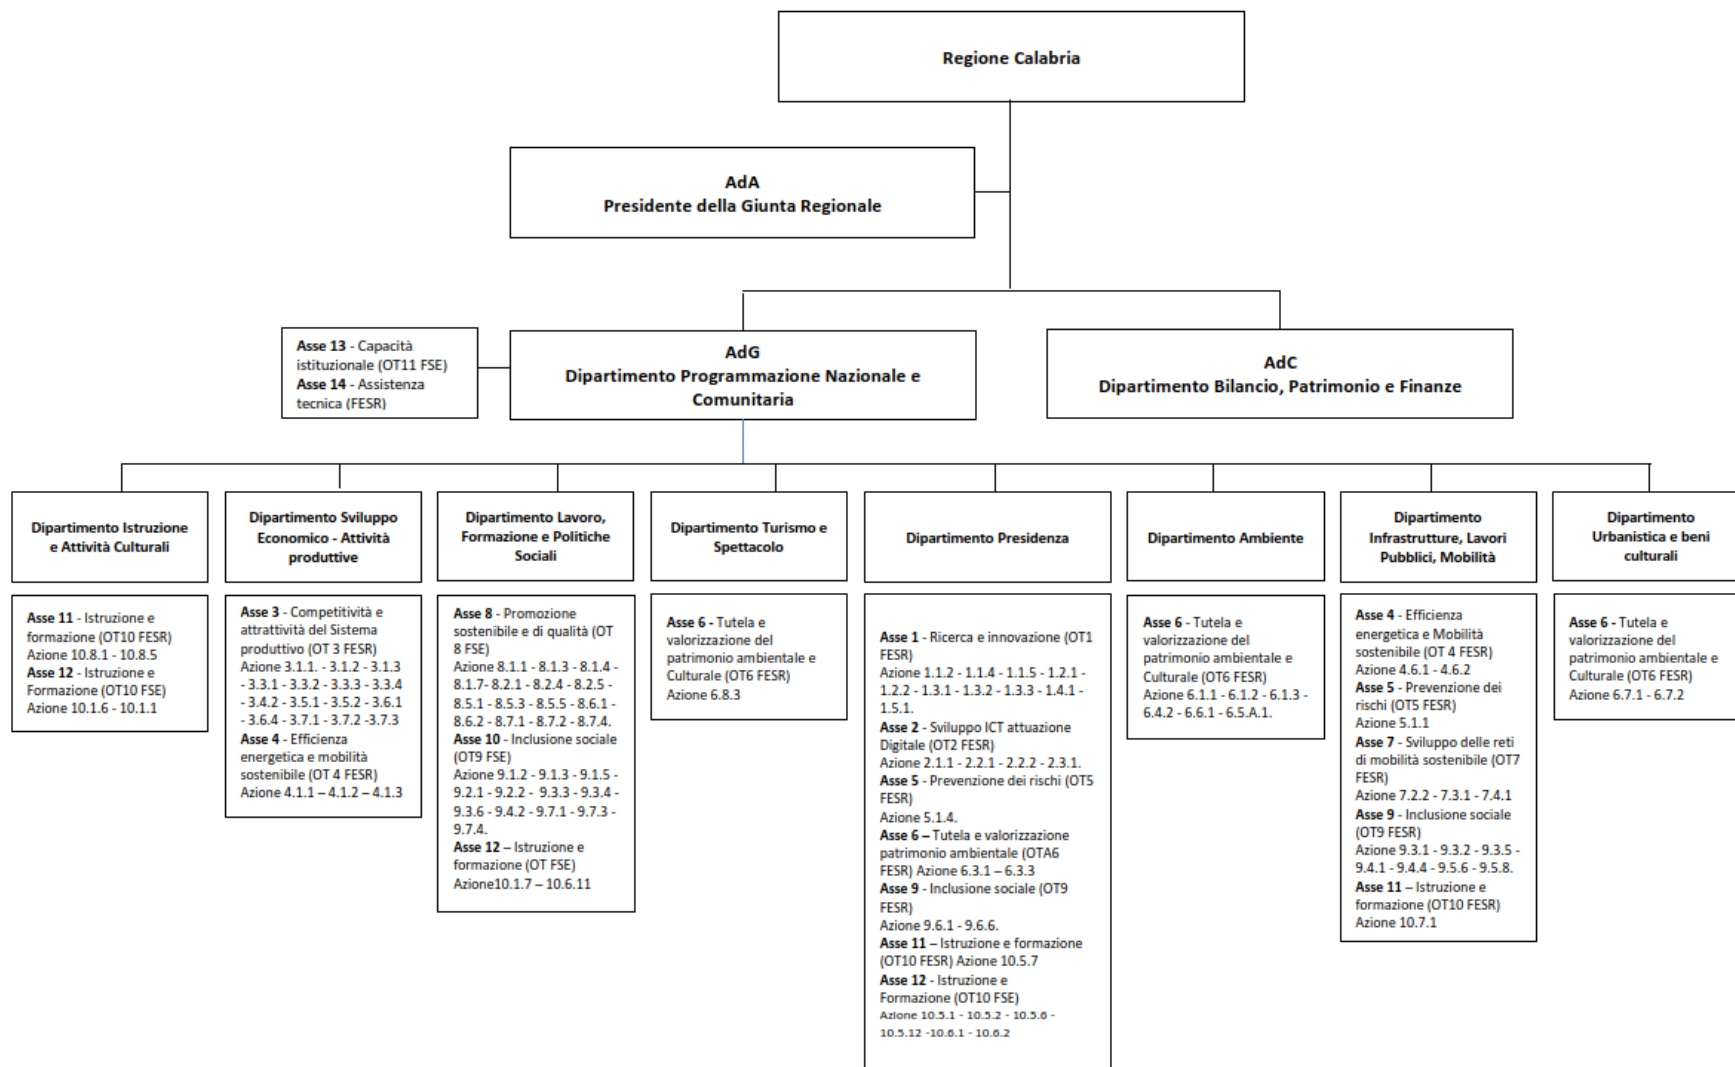 Regione Calabria
AdA
Presidente della Giunta Regionale
Asse 13 - Capacità
istituzionale (OT11 FSE)
Asse 14 - Assistenza
tecnica (FESR)
AdG
Dipartimento Programmazione Nazionale e
Comunitaria
AdC
Dipartimento Bilancio, Patrimonio e Finanze
Dipartimento Istruzione
e Attività Culturali
Dipartimento Sviluppo
Economico - Attività
produttive
Dipartimento Lavoro,
Formazione e Politiche
Sociali
Dipartimento Turismo e
Spettacolo
Dipartimento Presidenza
Dipartimento Ambiente
Dipartimento
Infrastrutture, Lavori
Pubblici, Mobilità
Dipartimento
Urbanistica e beni
culturali
Asse 11 - Istruzione e
formazione (OT10 FESR)
Azione 10.8.1 - 10.8.5
Asse 12 - Istruzione e
Formazione (OT10 FSE)
Azione 10.1.6 - 10.1.1
Asse 3 - Competitività e
attrattività del Sistema
produttivo (OT 3 FESR)
Azione 3.1.1. - 3.1.2 - 3.1.3
- 3.3.1 - 3.3.2 - 3.3.3 - 3.3.4
- 3.4.2 - 3.5.1 - 3.5.2 - 3.6.1
- 3.6.4 - 3.7.1 - 3.7.2 -3.7.3
Asse 4 - Efficienza
energetica e mobilità
sostenibile (OT 4 FESR)
Azione 4.1.1 – 4.1.2 – 4.1.3
Asse 8 - Promozione
sostenibile e di qualità (OT
8 FSE)
Azione 8.1.1 - 8.1.3 - 8.1.4 -
8.1.7- 8.2.1 - 8.2.4 - 8.2.5 -
8.5.1 - 8.5.3 - 8.5.5 - 8.6.1 -
8.6.2 - 8.7.1 - 8.7.2 - 8.7.4.
Asse 10 - Inclusione sociale
(OT9 FSE)
Azione 9.1.2 - 9.1.3 - 9.1.5 -
9.2.1 - 9.2.2 - 9.3.3 - 9.3.4 -
9.3.6 - 9.4.2 - 9.7.1 - 9.7.3 -
9.7.4.
Asse 12 – Istruzione e
formazione (OT FSE)
Azione10.1.7 – 10.6.11
Asse 6 - Tutela e
valorizzazione del
patrimonio ambientale e
Culturale (OT6 FESR)
Azione 6.8.3
Asse 1 - Ricerca e innovazione (OT1
FESR)
Azione 1.1.2 - 1.1.4 - 1.1.5 - 1.2.1 -
1.2.2 - 1.3.1 - 1.3.2 - 1.3.3 - 1.4.1 -
1.5.1.
Asse 2 - Sviluppo ICT attuazione
Digitale (OT2 FESR)
Azione 2.1.1 - 2.2.1 - 2.2.2 - 2.3.1.
Asse 5 - Prevenzione dei rischi (OT5
FESR)
Azione 5.1.4.
Asse 6 – Tutela e valorizzazione
patrimonio ambientale (OTA6
FESR) Azione 6.3.1 – 6.3.3
Asse 9 - Inclusione sociale (OT9
FESR)
Azione 9.6.1 - 9.6.6.
Asse 11 – Istruzione e formazione
(OT10 FESR) Azione 10.5.7
Asse 12 - Istruzione e
Formazione (OT10 FSE)
Azione 10.5.1 - 10.5.2 - 10.5.6 -
10.5.12 -10.6.1 - 10.6.2
Asse 6 - Tutela e
valorizzazione del
patrimonio ambientale e
Culturale (OT6 FESR)
Azione 6.1.1 - 6.1.2 - 6.1.3 -
6.4.2 - 6.6.1 - 6.5.A.1.
Asse 4 - Efficienza
energetica e Mobilità
sostenibile (OT 4 FESR)
Azione 4.6.1 - 4.6.2
Asse 5 - Prevenzione dei
rischi (OT5 FESR)
Azione 5.1.1
Asse 7 - Sviluppo delle reti
di mobilità sostenibile (OT7
FESR)
Azione 7.2.2 - 7.3.1 - 7.4.1
Asse 9 - Inclusione sociale
(OT9 FESR)
Azione 9.3.1 - 9.3.2 - 9.3.5 -
9.4.1 - 9.4.4 - 9.5.6 - 9.5.8.
Asse 11 – Istruzione e
formazione (OT10 FESR)
Azione 10.7.1
Asse 6 - Tutela e
valorizzazione del
patrimonio ambientale e
Culturale (OT6 FESR)
Azione 6.7.1 - 6.7.2